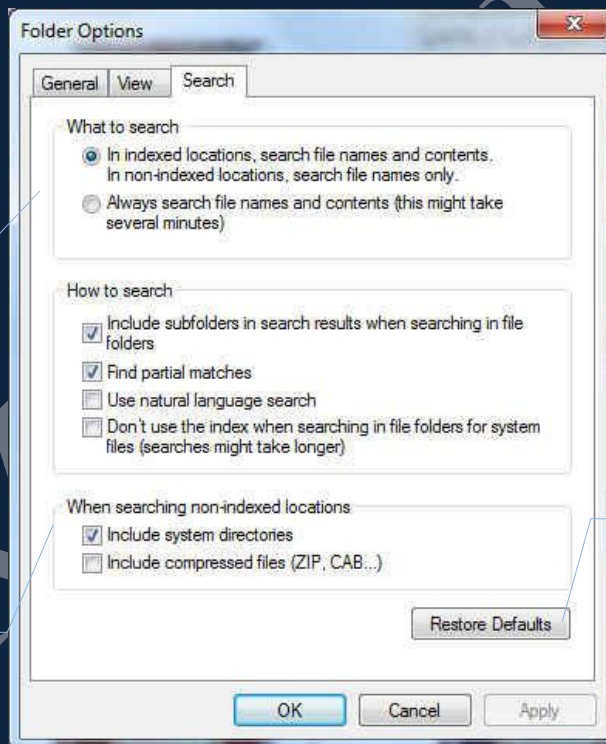 Folder Options
General View Search
What to search
In indexed locations, search file names and contents.
In non-indexed locations, search file names only.
Always search file names and contents (this might take
several minutes)
How to search
Include subfolders in search results when searching in file
folders
Find partial matches
Use natural language search
Don't use the index when searching in file folders for system
files (searches might take longer)
When searching non-indexed locations
Include system directories
Include compressed files (ZIP, CAB...)
Restore Defaults
OK Cancel Apply